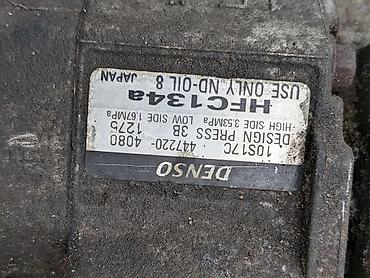 DENSO
10S17C 447220-4080
DESIGN PRESS 3B 1275
-HIGH SIDE 3.53MPa LOW SIDE 1.67MPa
HFC134a
USE ONLY ND-OIL 8
JAPAN